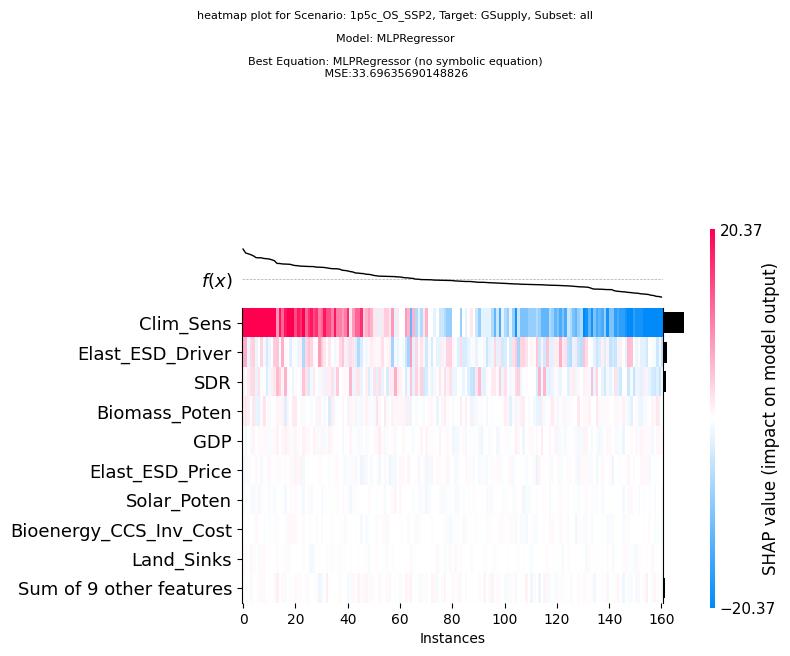 heatmap plot for Scenario: 1p5c_OS_SSP2, Target: GSupply, Subset: all
Model: MLPRegressor
Best Equation: MLPRegressor (no symbolic equation)
MSE:33.69635690148826
f(x)
Clim_Sens
Elast_ESD_Driver
SDR
Biomass_Poten
GDP
Elast_ESD_Price
Solar_Poten
Bioenergy_CCS_Inv_Cost
Land_Sinks
Sum of 9 other features
0 20 40 60 80 100 120 140 160
Instances
20.37
−20.37
SHAP value (impact on model output)